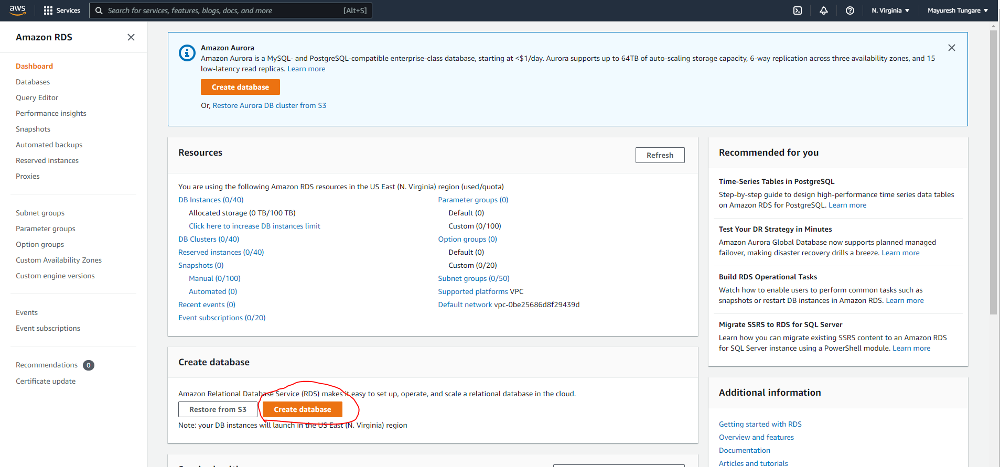 aws Services Search for services, features, blogs, docs, and more [Alt+S] N. Virginia Mayuresh Tungare
Amazon RDS
Dashboard
Databases
Query Editor
Performance insights
Snapshots
Automated backups
Reserved instances
Proxies
Subnet groups
Parameter groups
Option groups
Custom Availability Zones
Custom engine versions
Events
Event subscriptions
Recommendations 0
Certificate update
Amazon Aurora
Amazon Aurora is a MySQL- and PostgreSQL-compatible enterprise-class database, starting at <$1/day. Aurora supports up to 64TB of auto-scaling storage capacity, 6-way replication across three availability zones, and 15
low-latency read replicas. Learn more
Create database
Or, Restore Aurora DB cluster from S3
Resources
Refresh
You are using the following Amazon RDS resources in the US East (N. Virginia) region (used/quota)
DB Instances (0/40)
Allocated storage (0 TB/100 TB)
Click here to increase DB instances limit
DB Clusters (0/40)
Reserved instances (0/40)
Snapshots (0)
Manual (0/100)
Automated (0)
Recent events (0)
Event subscriptions (0/20)
Parameter groups (0)
Default (0)
Custom (0/100)
Option groups (0)
Default (0)
Custom (0/20)
Subnet groups (0/50)
Supported platforms VPC
Default network vpc-0be25686d8f29439d
Create database
Amazon Relational Database Service (RDS) makes it easy to set up, operate, and scale a relational database in the cloud.
Restore from S3
Create database
Note: your DB instances will launch in the US East (N. Virginia) region
Recommended for you
Time-Series Tables in PostgreSQL
Step-by-step guide to design high-performance time series data tables
on Amazon RDS for PostgreSQL. Learn more
Test Your DR Strategy in Minutes
Amazon Aurora Global Database now supports planned managed
failover, making disaster recovery drills a breeze. Learn more
Build RDS Operational Tasks
Watch how to enable users to perform common tasks such as
snapshots or restart DB instances in Amazon RDS. Learn more
Migrate SSRS to RDS for SQL Server
Learn how you can migrate existing SSRS content to an Amazon RDS
for SQL Server instance using a PowerShell module. Learn more
Additional information
Getting started with RDS
Overview and features
Documentation
Articles and tutorials